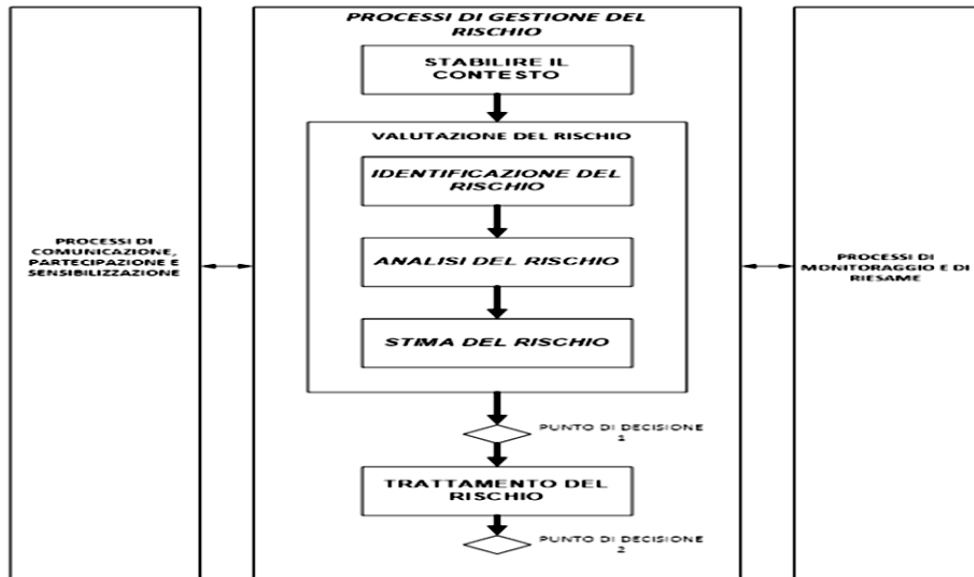 PROCESSI DI GESTIONE DEL
RISCHIO
STABILIRE IL
CONTESTO
VALUTAZIONE DEL RISCHIO
IDENTIFICAZIONE DEL
RISCHIO
ANALISI DEL RISCHIO
STIMA DEL RISCHIO
PUNTO DI DECISIONE
1
TRATTAMENTO DEL
RISCHIO
PUNTO DI DECISIONE
2
PROCESSI DI
COMUNICAZIONE,
PARTECIPAZIONE E
SENSIBILIZZAZIONE
PROCESSI DI
MONITORAGGIO E DI
RIESAME